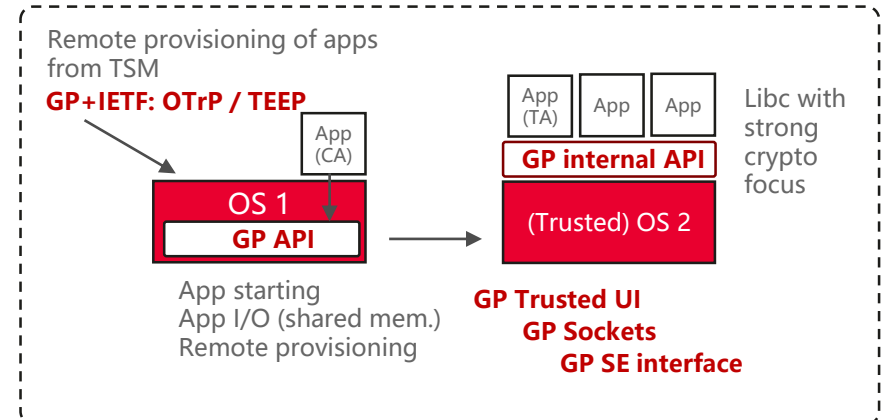 Remote provisioning of apps
from TSM
GP+IETF: OTrP / TEEP
App
(CA)
OS 1
GP API
App starting
App I/O (shared mem.)
Remote provisioning
App
(TA)
App
App
GP internal API
(Trusted) OS 2
Libc with
strong
crypto
focus
GP Trusted UI
GP Sockets
GP SE interface